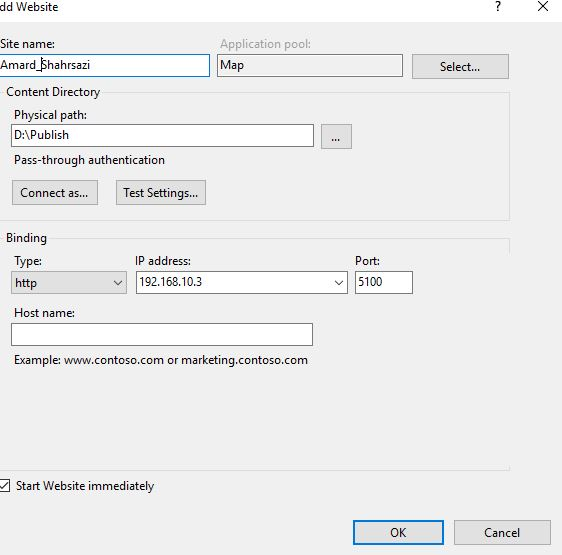 dd Website
?
Site name:
Application pool:
Amard_Shahrsazi
Map
Select...
Content Directory
Physical path:
D:\Publish
...
Pass-through authentication
Connect as...
Test Settings...
Binding
Type:
IP address:
Port:
http
192.168.10.3
5100
Host name:
Example: www.contoso.com or marketing.contoso.com
Start Website immediately
OK
Cancel